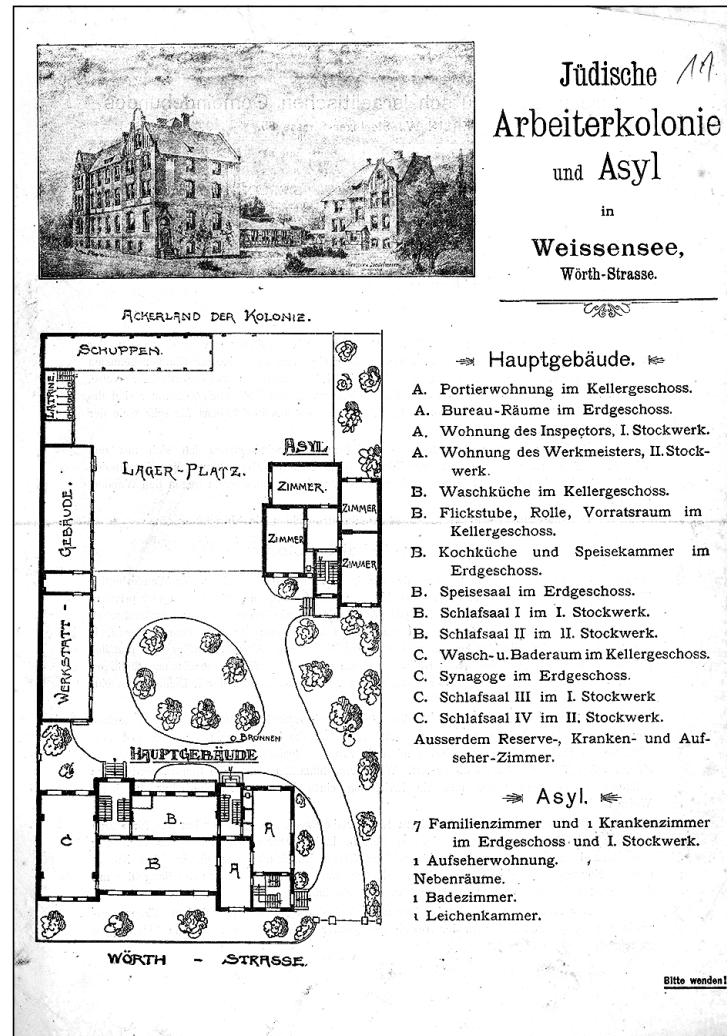 Jüdische
Arbeiterkolonie
und Asyl
in
Weissensee,
Wörth-Strasse.
ACKERLAND DER KOLONIE.
SCHUPPEN.
LATRINE.
LAGER-PLATZ.
GEBÄUDE.
WERKSTATT -
ASYL
ZIMMER.
ZIMMER
ZIMMER
ZIMMER
BRUNNEN
HAUPTGEBÄUDE
C
B.
B
A
A
WÖRTH - STRASSE.
Hauptgebäude.
A. Portierwohnung im Kellergeschoss.
A. Bureau-Räume im Erdgeschoss.
A. Wohnung des Inspectors, I. Stockwerk.
A. Wohnung des Werkmeisters, II. Stock-
werk.
B. Waschküche im Kellergeschoss.
B. Flickstube, Rolle, Vorratsraum im
Kellergeschoss.
B. Kochküche und Speisekammer im
Erdgeschoss.
B. Speisesaal im Erdgeschoss.
B. Schlafsaal I im I. Stockwerk.
B. Schlafsaal II im II. Stockwerk.
C. Wasch- u. Baderaum im Kellergeschoss.
C. Synagoge im Erdgeschoss.
C. Schlafsaal III im I. Stockwerk
C. Schlafsaal IV im II. Stockwerk.
Ausserdem Reserve-, Kranken- und Auf-
seher-Zimmer.
Asyl.
7 Familienzimmer und 1 Krankenzimmer
im Erdgeschoss und I. Stockwerk.
1 Aufseherwohnung.
Nebenräume.
1 Badezimmer.
1 Leichenkammer.
Bitte wenden!